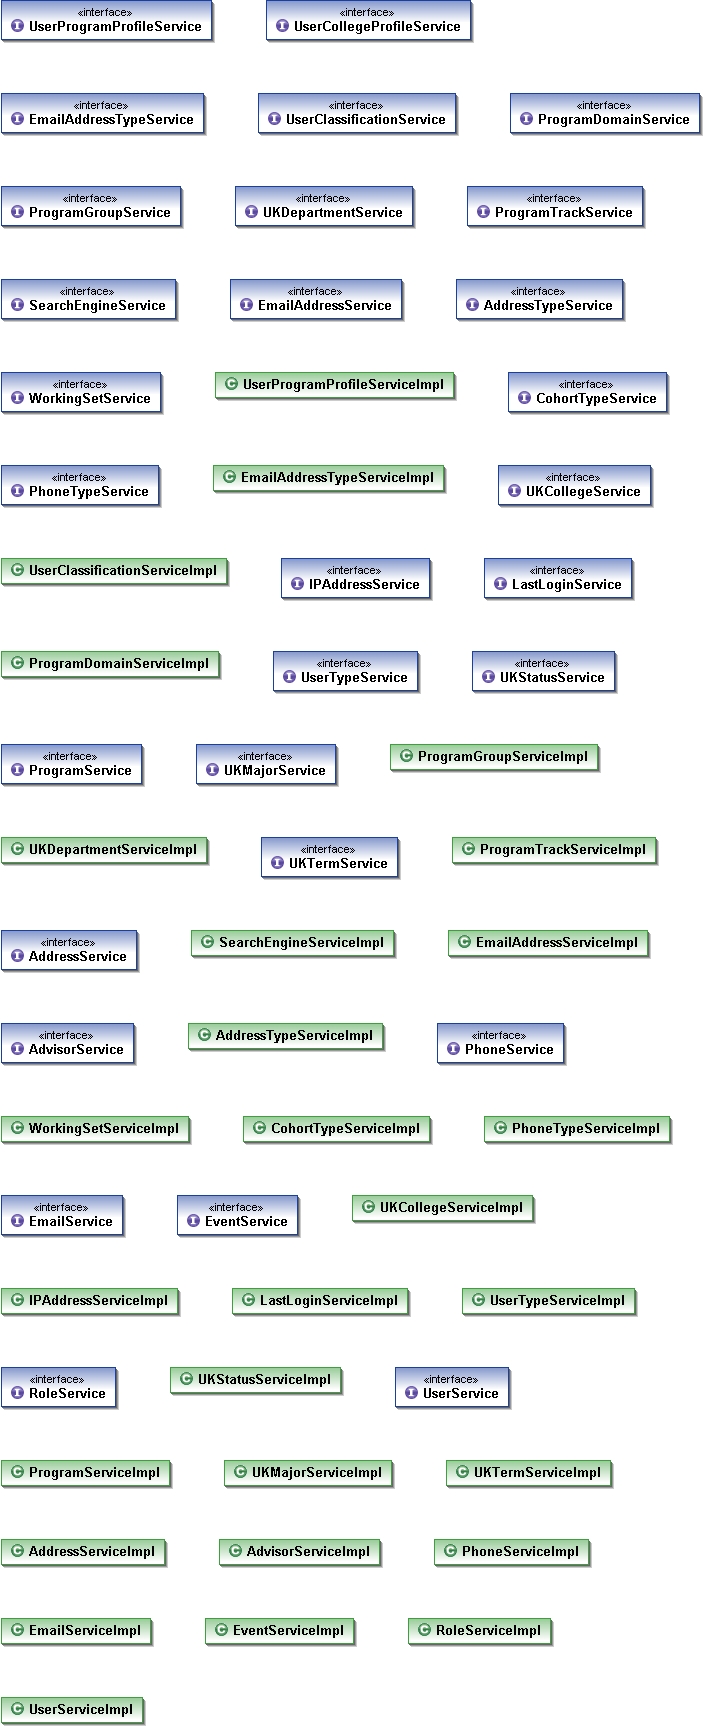 «interface»
UserProgramProfileService
«interface»
UserCollegeProfileService
«interface»
EmailAddressTypeService
«interface»
UserClassificationService
«interface»
ProgramDomainService
«interface»
ProgramGroupService
«interface»
UKDepartmentService
«interface»
ProgramTrackService
«interface»
SearchEngineService
«interface»
EmailAddressService
«interface»
AddressTypeService
«interface»
WorkingSetService
UserProgramProfileServiceImpl
«interface»
CohortTypeService
«interface»
PhoneTypeService
EmailAddressTypeServiceImpl
«interface»
UKCollegeService
UserClassificationServiceImpl
«interface»
IPAddressService
«interface»
LastLoginService
ProgramDomainServiceImpl
«interface»
UserTypeService
«interface»
UKStatusService
«interface»
ProgramService
«interface»
UKMajorService
ProgramGroupServiceImpl
UKDepartmentServiceImpl
«interface»
UKTermService
ProgramTrackServiceImpl
«interface»
AddressService
SearchEngineServiceImpl
EmailAddressServiceImpl
«interface»
AdvisorService
AddressTypeServiceImpl
«interface»
PhoneService
WorkingSetServiceImpl
CohortTypeServiceImpl
PhoneTypeServiceImpl
«interface»
EmailService
«interface»
EventService
UKCollegeServiceImpl
IPAddressServiceImpl
LastLoginServiceImpl
UserTypeServiceImpl
«interface»
RoleService
UKStatusServiceImpl
«interface»
UserService
ProgramServiceImpl
UKMajorServiceImpl
UKTermServiceImpl
AddressServiceImpl
AdvisorServiceImpl
PhoneServiceImpl
EmailServiceImpl
EventServiceImpl
RoleServiceImpl
UserServiceImpl